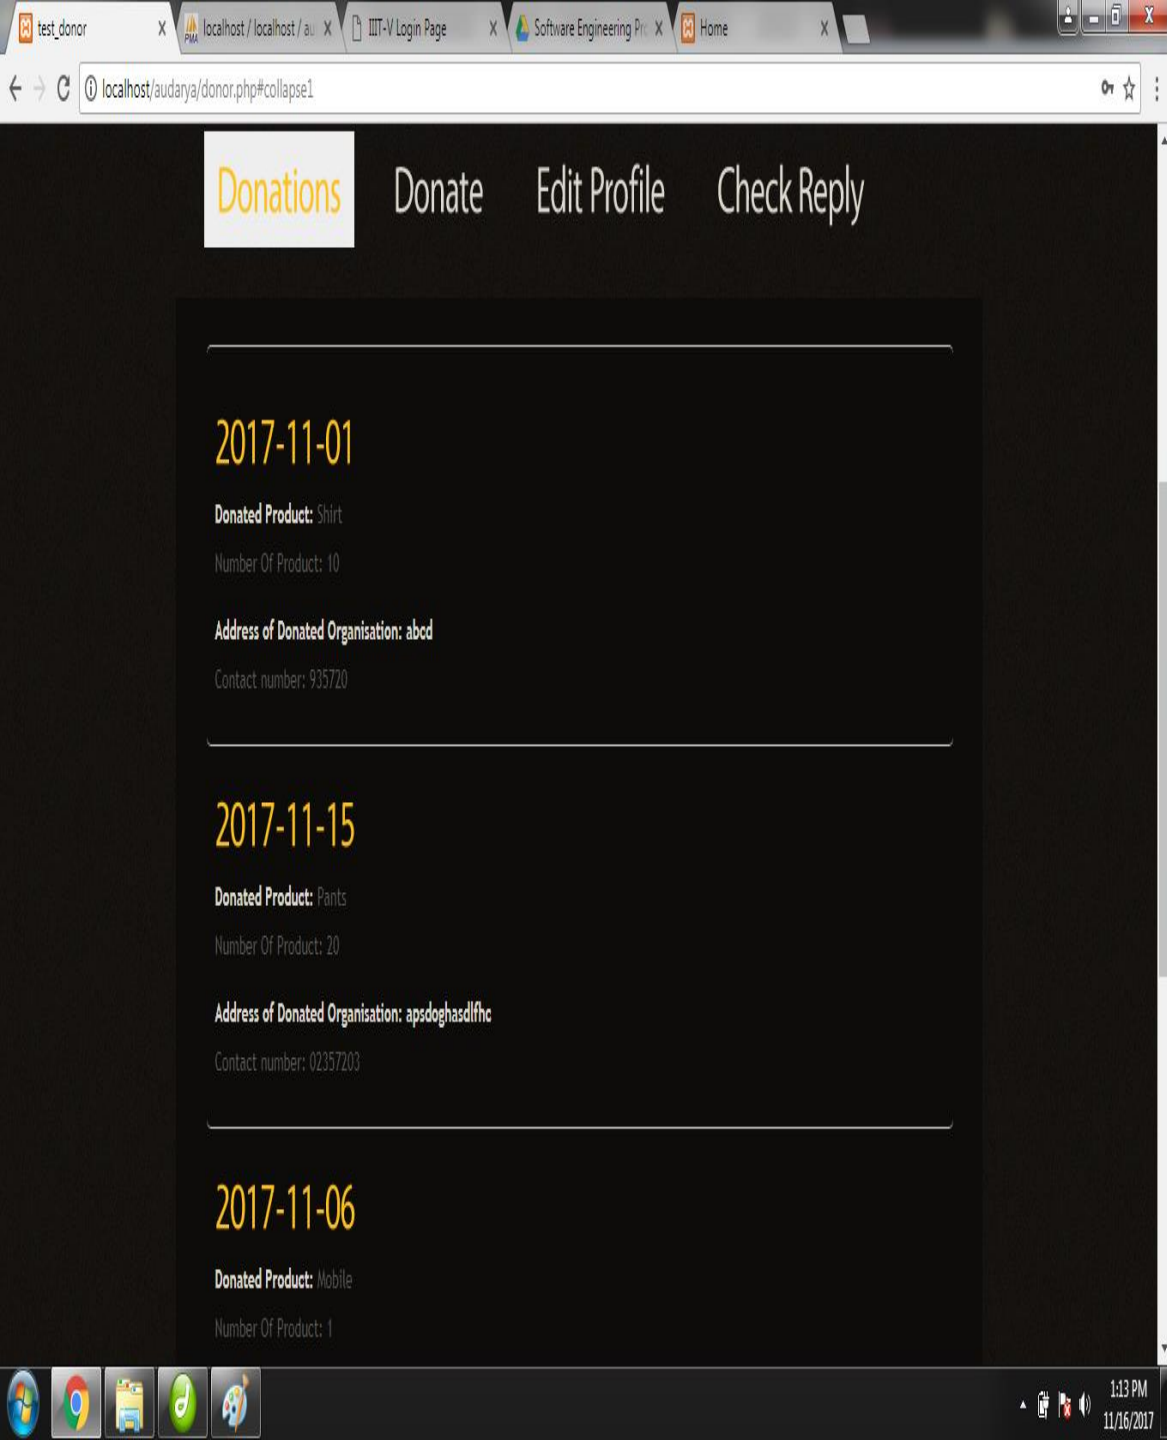 test_donor
localhost / localhost / au
IIIT-V Login Page
Software Engineering Pro
Home
localhost/audarya/donor.php#collapse1
Donations
Donate
Edit Profile
Check Reply
2017-11-01
Donated Product: Shirt
Number Of Product: 10
Address of Donated Organisation: abcd
Contact number: 935720
2017-11-15
Donated Product: Pants
Number Of Product: 20
Address of Donated Organisation: apsdoghasdlfhc
Contact number: 02357203
2017-11-06
Donated Product: Mobile
Number Of Product: 1
1:13 PM
11/16/2017